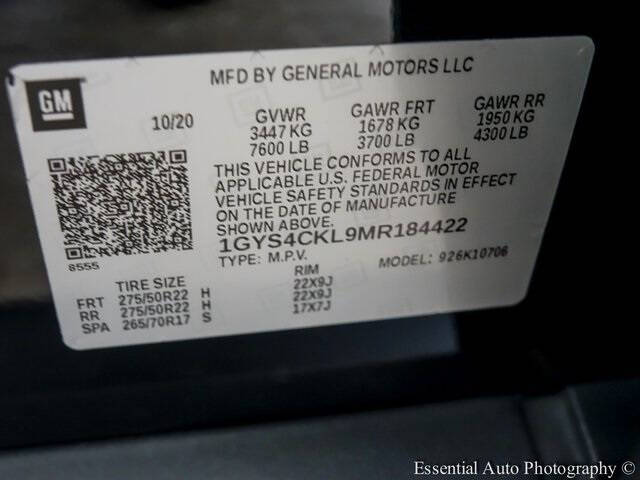 GM
MFD BY GENERAL MOTORS LLC
10/20
GVWR GAWR FRT GAWR RR
3447 KG 1678 KG 1950 KG
7600 LB 3700 LB 4300 LB
THIS VEHICLE CONFORMS TO ALL
APPLICABLE U.S. FEDERAL MOTOR
VEHICLE SAFETY STANDARDS IN EFFECT
ON THE DATE OF MANUFACTURE
SHOWN ABOVE.
1GYS4CKL9MR184422
8555
TYPE: M.P.V. MODEL: 926K10706
TIRE SIZE RIM
FRT 275/50R22 H 22X9J
RR 275/50R22 H 22X9J
SPA 265/70R17 S 17X7J
Essential Auto Photography ©